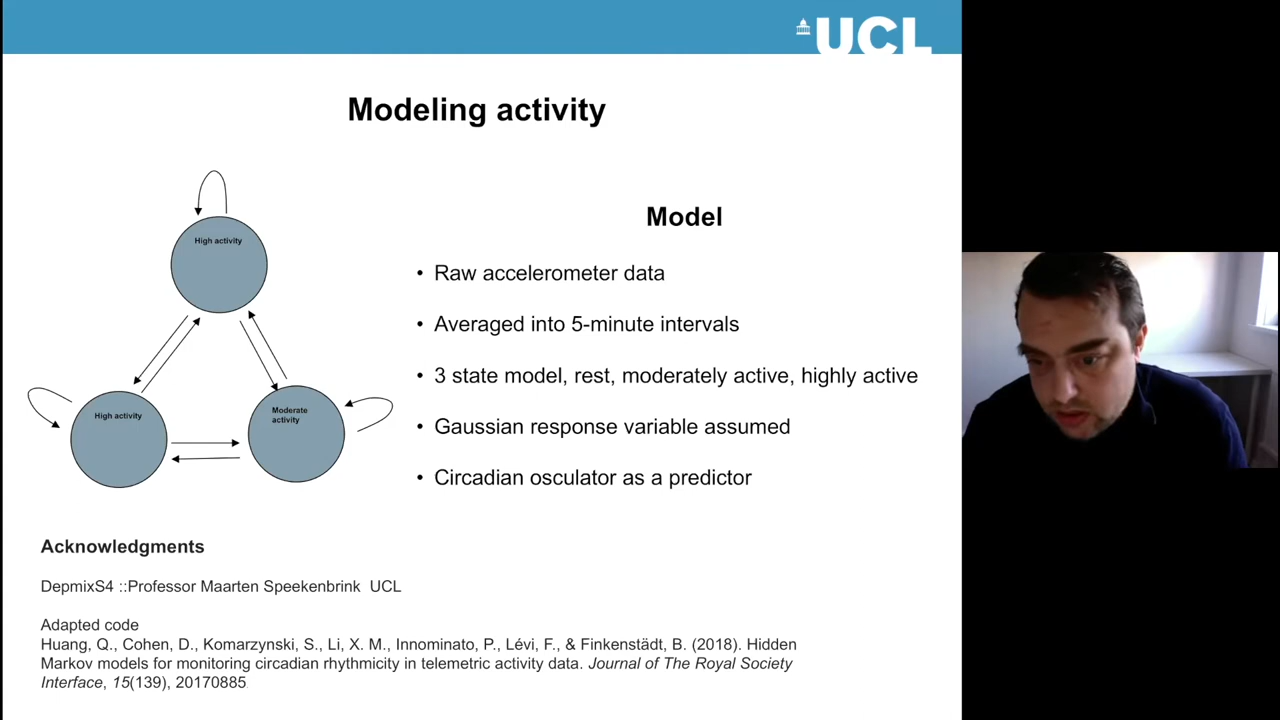 UCL
Modeling activity
High activity
High activity
Moderate
activity
Model
• Raw accelerometer data
• Averaged into 5-minute intervals
• 3 state model, rest, moderately active, highly active
• Gaussian response variable assumed
• Circadian osculator as a predictor
Acknowledgments
DepmixS4 ::Professor Maarten Speekenbrink UCL
Adapted code
Huang, Q., Cohen, D., Komarzynski, S., Li, X. M., Innominato, P., Lévi, F., & Finkenstädt, B. (2018). Hidden
Markov models for monitoring circadian rhythmicity in telemetric activity data. Journal of The Royal Society
Interface, 15(139), 20170885